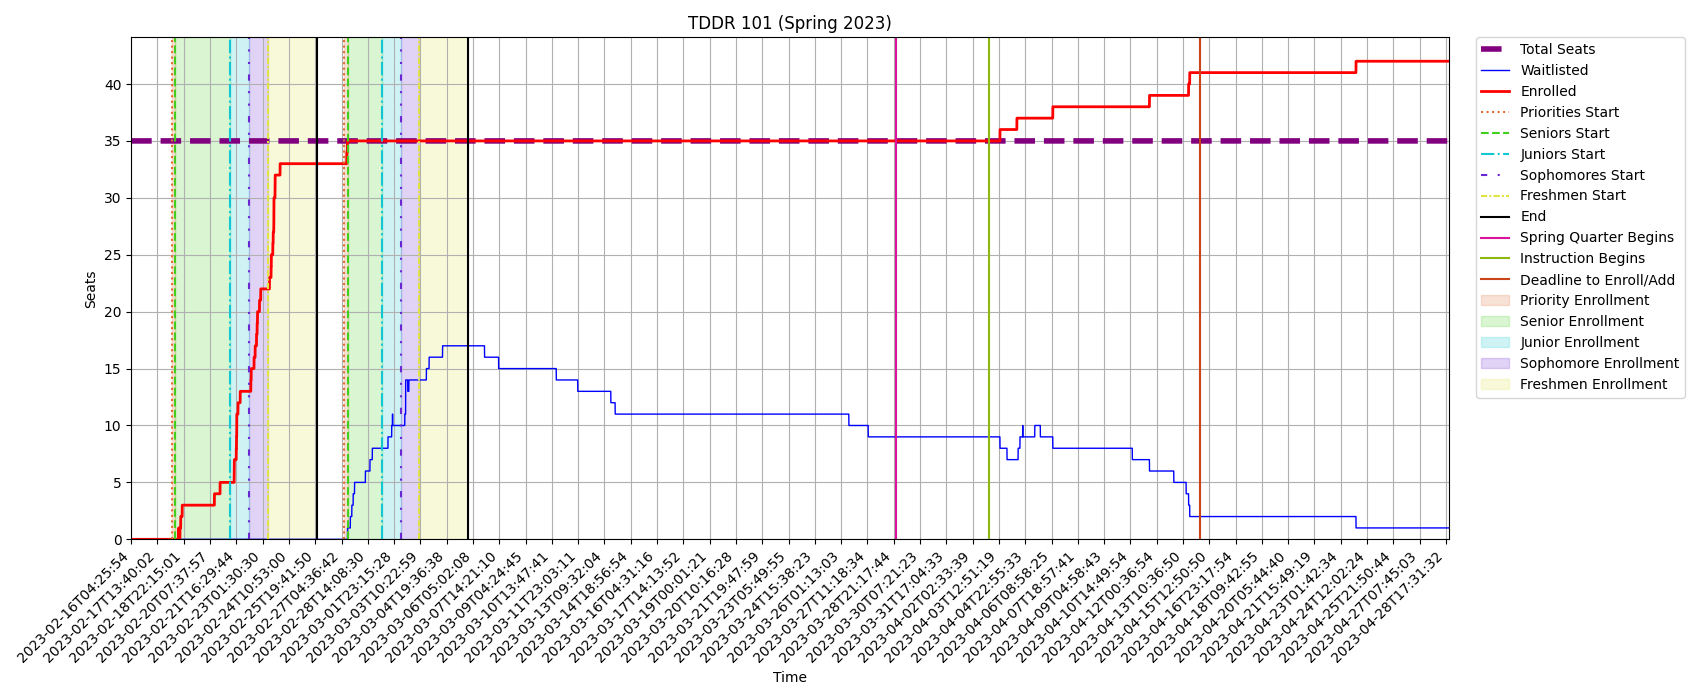 TDDR 101 (Spring 2023)
Seats
40
35
30
25
20
15
10
5
0
2023-02-16T04:25:54
2023-02-17T13:40:02
2023-02-18T22:15:01
2023-02-20T07:37:57
2023-02-21T16:29:44
2023-02-23T01:30:30
2023-02-24T10:53:00
2023-02-25T19:41:50
2023-02-27T04:36:42
2023-02-28T14:08:30
2023-03-01T23:15:28
2023-03-03T10:22:59
2023-03-04T19:36:38
2023-03-06T05:02:08
2023-03-07T14:21:10
2023-03-09T04:24:45
2023-03-10T13:47:41
2023-03-11T23:03:11
2023-03-13T09:32:04
2023-03-14T18:56:54
2023-03-16T04:31:16
2023-03-17T14:13:52
2023-03-19T00:01:21
2023-03-20T10:16:28
2023-03-21T19:47:59
2023-03-23T05:49:55
2023-03-24T15:38:23
2023-03-26T01:13:03
2023-03-27T11:18:34
2023-03-28T21:17:44
2023-03-30T07:21:23
2023-03-31T17:04:33
2023-04-02T02:33:39
2023-04-03T12:51:19
2023-04-04T22:55:33
2023-04-06T08:58:25
2023-04-07T18:57:41
2023-04-09T04:58:43
2023-04-10T14:49:54
2023-04-12T00:36:54
2023-04-13T10:36:50
2023-04-15T12:50:50
2023-04-16T23:17:54
2023-04-18T09:42:55
2023-04-20T05:44:40
2023-04-21T15:49:19
2023-04-23T01:42:34
2023-04-24T12:02:24
2023-04-25T21:50:44
2023-04-27T07:45:03
2023-04-28T17:31:32
Time
Total Seats
Waitlisted
Enrolled
Priorities Start
Seniors Start
Juniors Start
Sophomores Start
Freshmen Start
End
Spring Quarter Begins
Instruction Begins
Deadline to Enroll/Add
Priority Enrollment
Senior Enrollment
Junior Enrollment
Sophomore Enrollment
Freshmen Enrollment